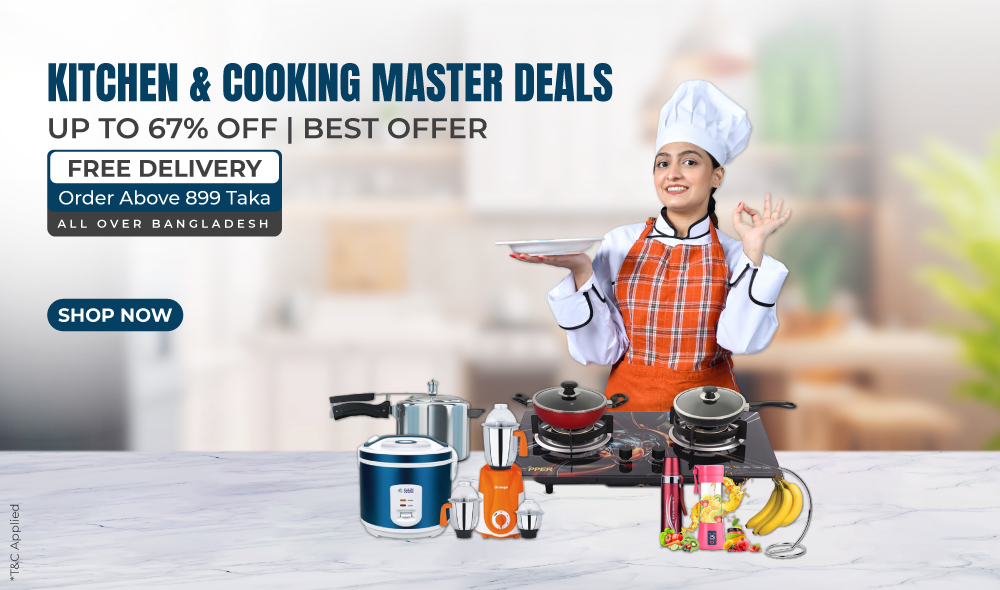 KITCHEN & COOKING MASTER DEALS
UP TO 67% OFF | BEST OFFER
FREE DELIVERY
Order Above 899 Taka
ALL OVER BANGLADESH
SHOP NOW
PPER
*T&C Applied